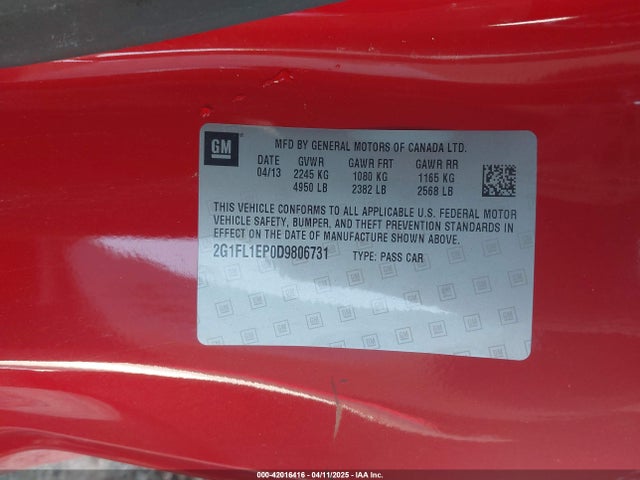 GM
MFD BY GENERAL MOTORS OF CANADA LTD.
DATE GVWR GAWR FRT GAWR RR
04/13 2245 KG 1080 KG 1165 KG
4950 LB 2382 LB 2568 LB
THIS VEHICLE CONFORMS TO ALL APPLICABLE U.S. FEDERAL MOTOR
VEHICLE SAFETY, BUMPER, AND THEFT PREVENTION STANDARDS IN
EFFECT ON THE DATE OF MANUFACTURE SHOWN ABOVE.
2G1FL1EP0D9806731 TYPE: PASS CAR
000-42016416 - 04/11/2025 - IAA Inc.